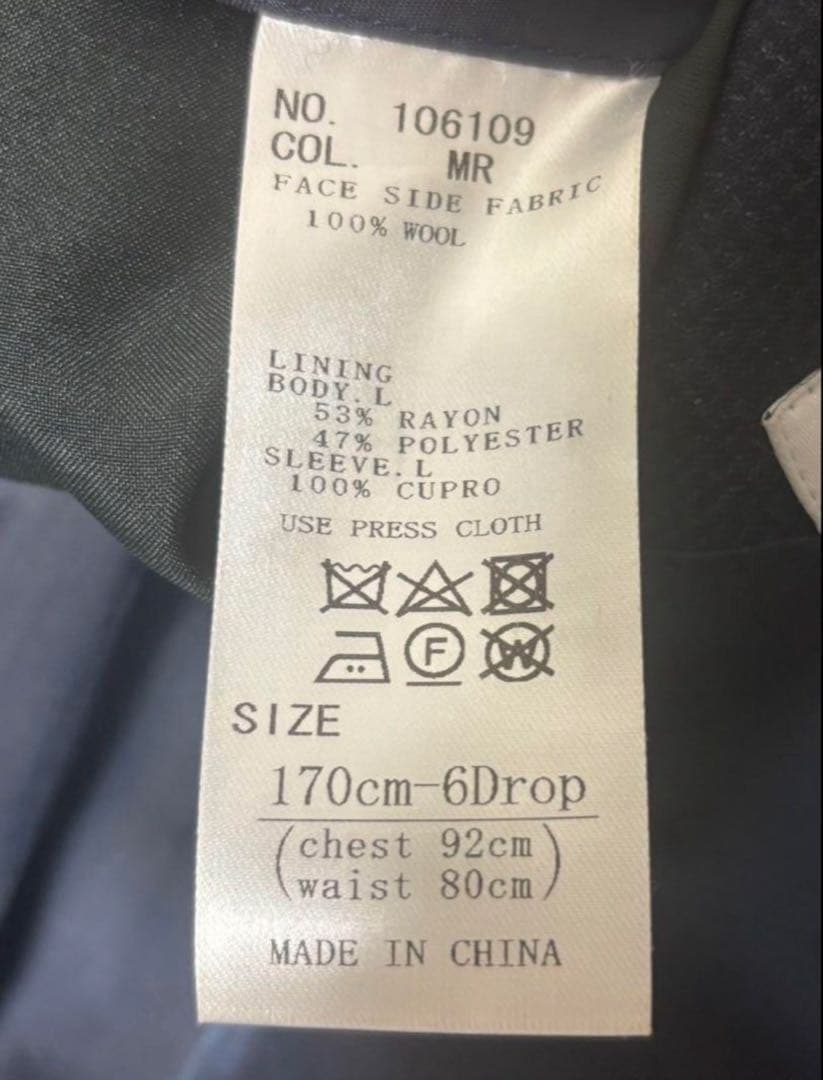 NO. 106109
COL. MR
FACE SIDE FABRIC
100% WOOL
LINING
BODY. L
53% RAYON
47% POLYESTER
SLEEVE. L
100% CUPRO
USE PRESS CLOTH
F W
SIZE
170cm-6Drop
(chest 92cm
waist 80cm)
MADE IN CHINA